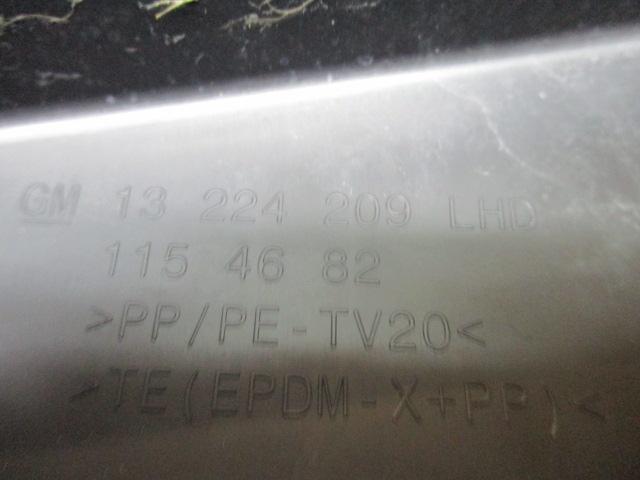 GM 13 224 209 LHD
115 46 82
>PP/PE-TV20<
>TE(EPDM-X+PP)<